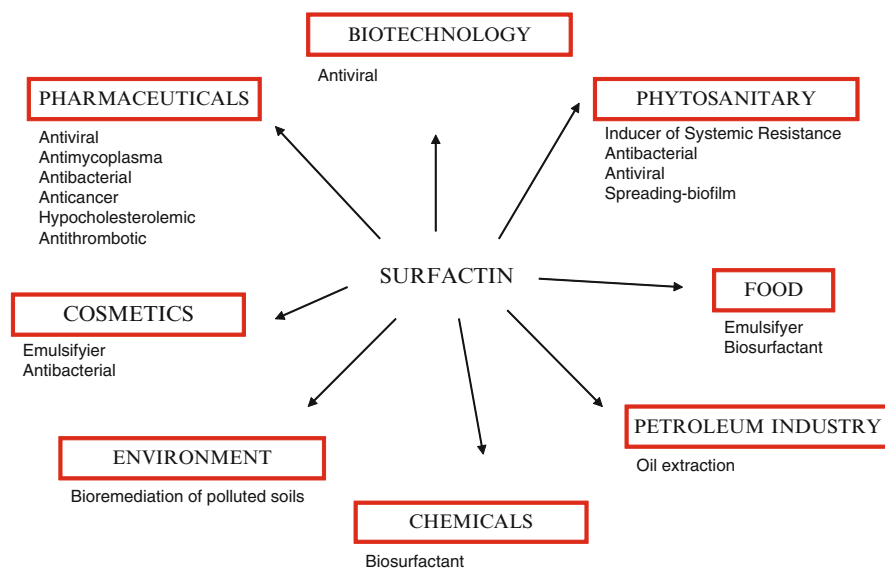 BIOTECHNOLOGY
Antiviral
PHARMACEUTICALS
Antiviral
Antimycoplasma
Antibacterial
Anticancer
Hypocholesterolemic
Antithrombotic
PHYTOSANITARY
Inducer of Systemic Resistance
Antibacterial
Antiviral
Spreading-biofilm
SURFACTIN
COSMETICS
Emulsifyier
Antibacterial
FOOD
Emulsifyer
Biosurfactant
ENVIRONMENT
Bioremediation of polluted soils
PETROLEUM INDUSTRY
Oil extraction
CHEMICALS
Biosurfactant